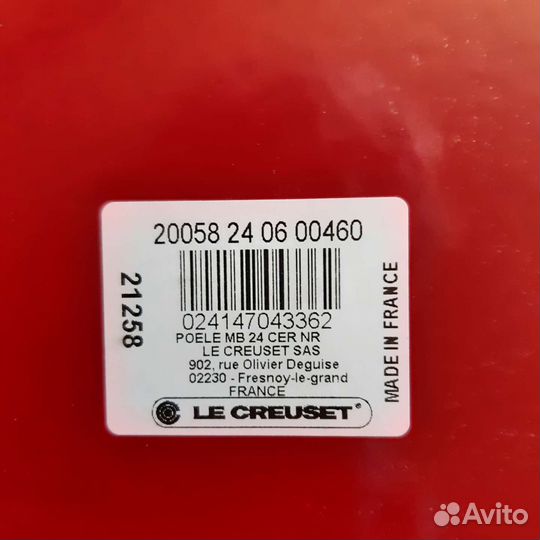 20058 24 06 00460
024147043362
POELE MB 24 CER NR
LE CREUSET SAS
902, rue Olivier Deguise
02230 - Fresnoy-le-grand
FRANCE
LE CREUSET®
21258
MADE IN FRANCE
Avito